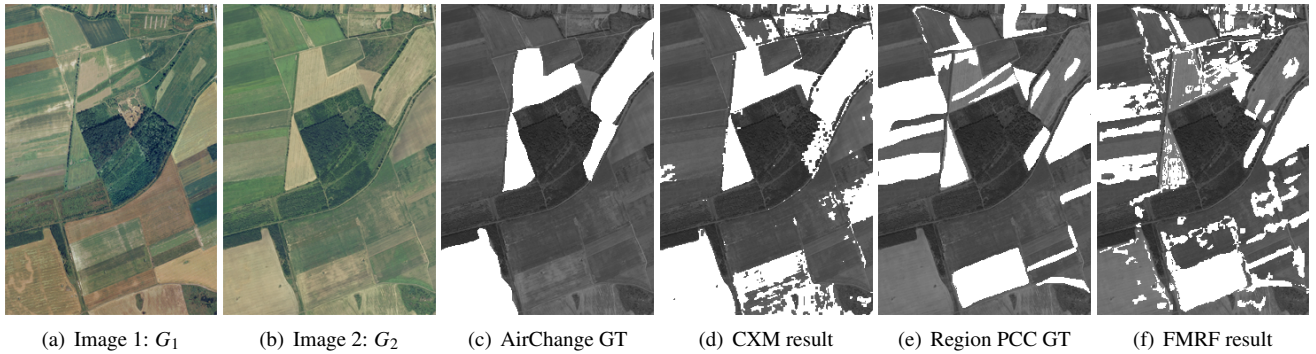 (a) Image 1: G₁
(b) Image 2: G₂
(c) AirChange GT
(d) CXM result
(e) Region PCC GT
(f) FMRF result